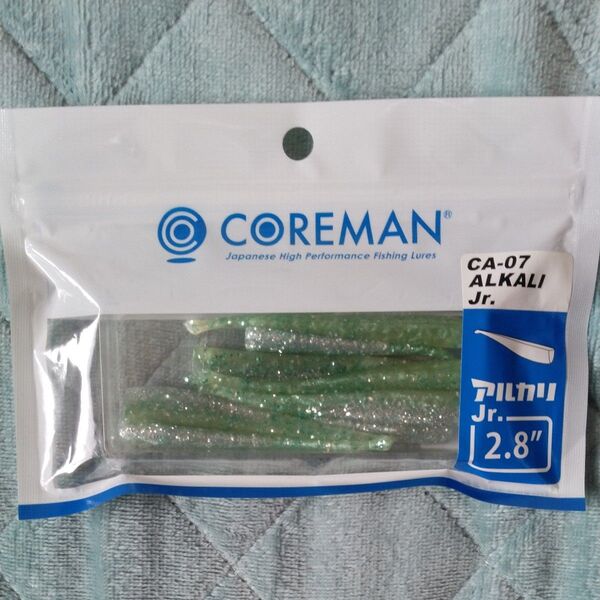 COREMAN®
Japanese High Performance Fishing Lures
CA-07
ALKALI
Jr.
アルカリ
Jr.
2.8"